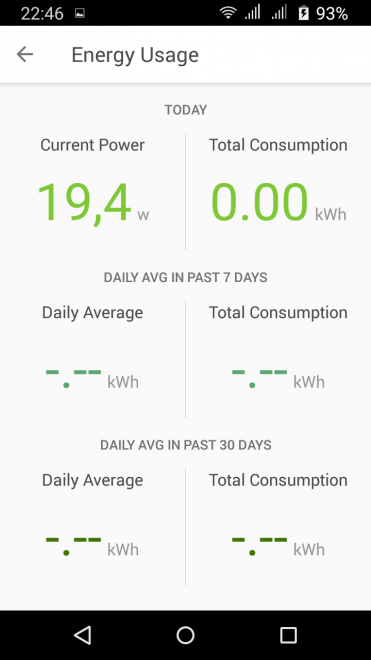 22:46 93%
Energy Usage
TODAY
Current Power Total Consumption
19,4 w 0.00 kWh
DAILY AVG IN PAST 7 DAYS
Daily Average Total Consumption
-.-- kWh -.-- kWh
DAILY AVG IN PAST 30 DAYS
Daily Average Total Consumption
-.-- kWh -.-- kWh